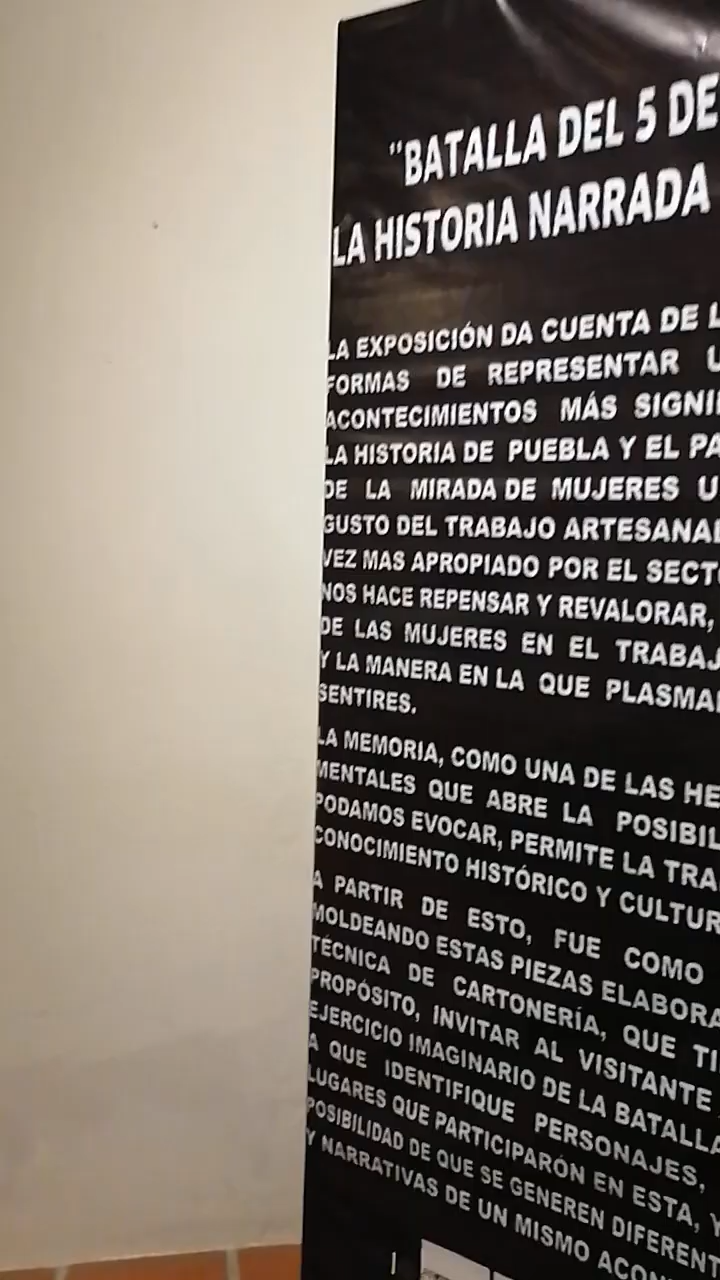 "BATALLA DEL 5 DE
LA HISTORIA NARRADA
LA EXPOSICIÓN DA CUENTA DE
FORMAS DE REPRESENTAR
ACONTECIMIENTOS MÁS
LA HISTORIA DE PUEBLA Y EL
DE LA MIRADA DE MUJERES
GUSTO DEL TRABAJO
VEZ MAS APROPIADO POR EL
NOS HACE REPENSAR Y REVALORAR,
DE LAS MUJERES EN EL
Y LA MANERA EN LA QUE
SENTIRES.
LA MEMORIA, COMO UNA DE LAS
MENTALES QUE ABRE LA
PODAMOS EVOCAR, PERMITE LA
CONOCIMIENTO HISTÓRICO Y
A PARTIR DE ESTO, FUE COMO
MOLDEANDO ESTAS PIEZAS
TÉCNICA DE CARTONERÍA, QUE
PROPÓSITO, INVITAR AL VISITANTE
EJERCICIO IMAGINARIO DE LA
A QUE IDENTIFIQUE PERSONAJES,
LUGARES QUE PARTICIPARÓN EN ESTA, Y
POSIBILIDAD DE QUE SE GENEREN
Y NARRATIVAS DE UN MISMO